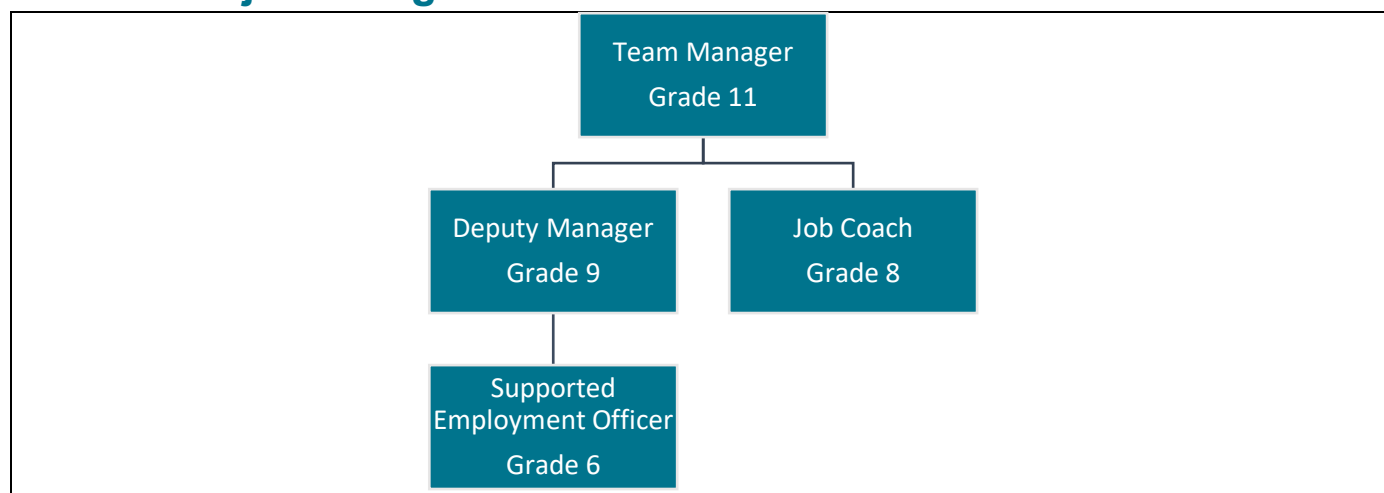 Team Manager
Grade 11
Deputy Manager
Grade 9
Job Coach
Grade 8
Supported
Employment Officer
Grade 6